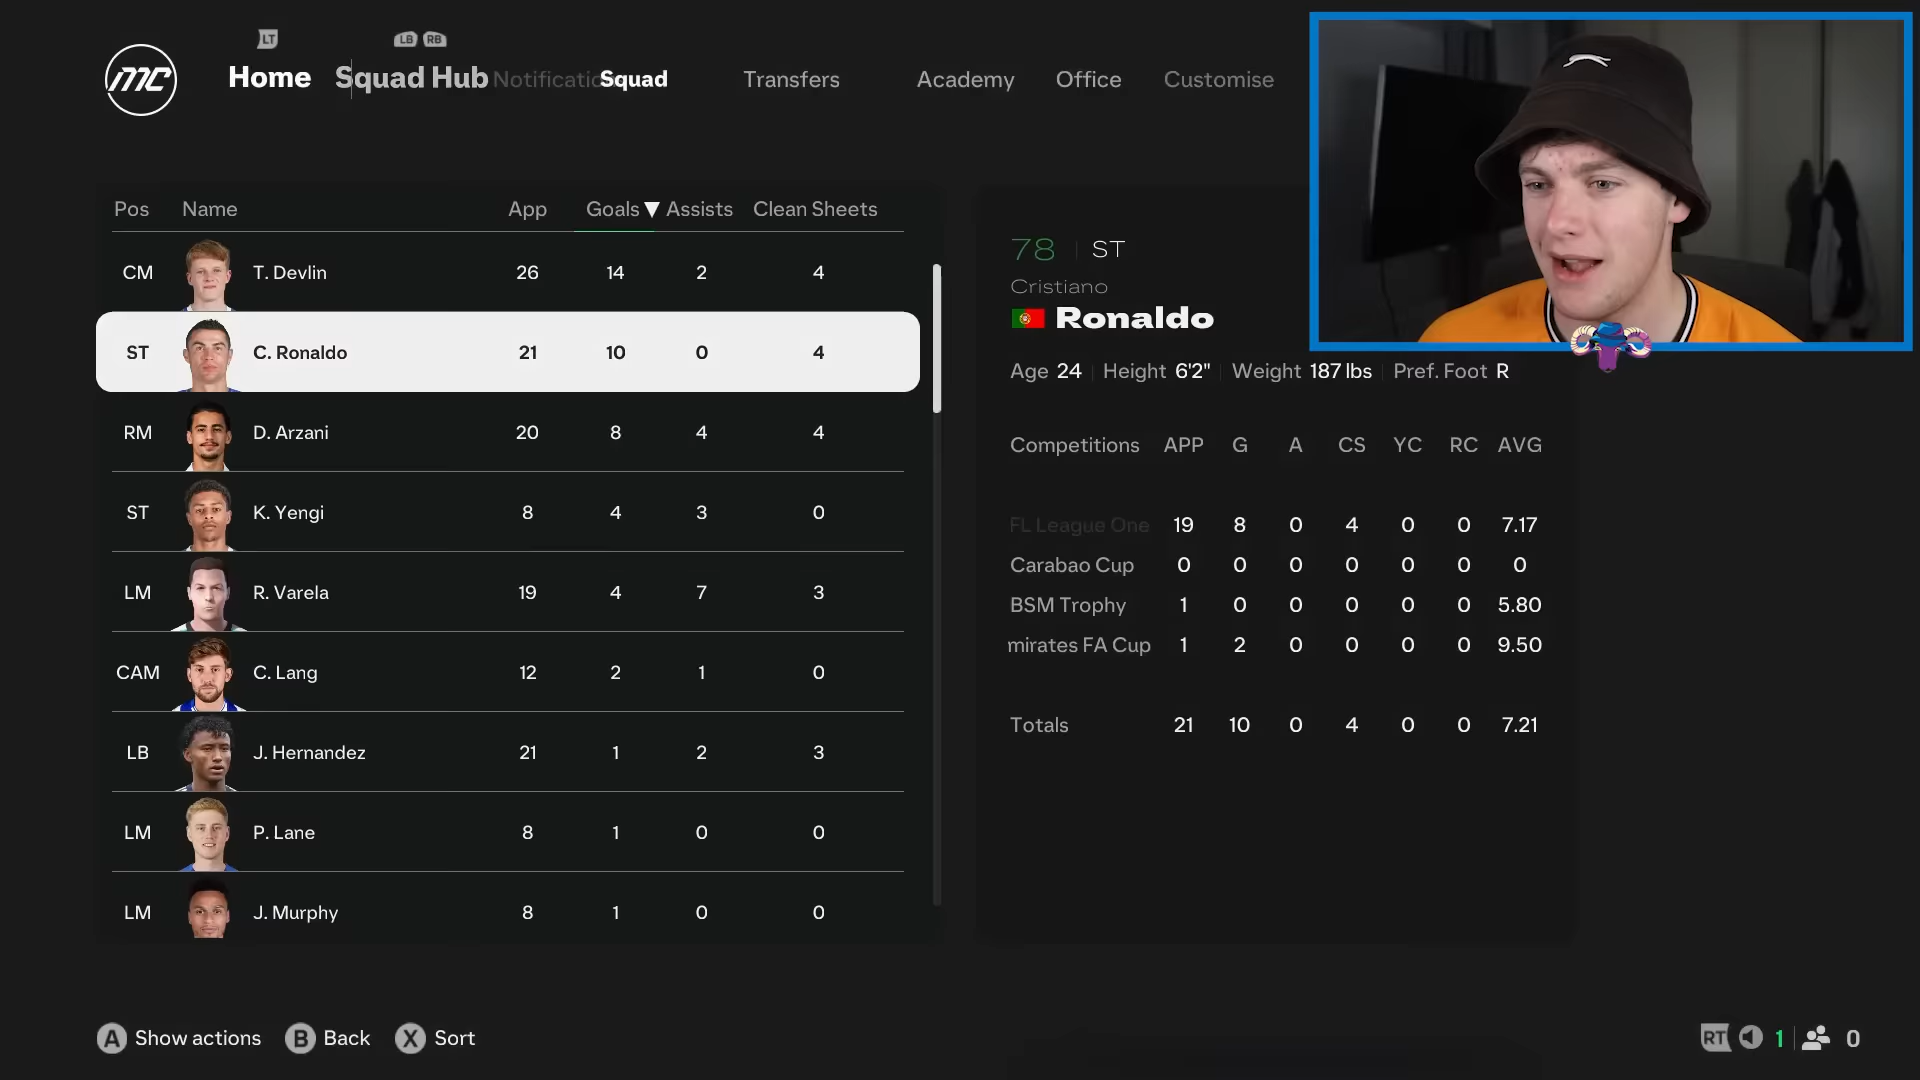 LT LB RB
MC Home Squad Hub Notificatio Squad Transfers Academy Office Customise
Pos Name App Goals ▼ Assists Clean Sheets
CM T. Devlin 26 14 2 4
ST C. Ronaldo 21 10 0 4
RM D. Arzani 20 8 4 4
ST K. Yengi 8 4 3 0
LM R. Varela 19 4 7 3
CAM C. Lang 12 2 1 0
LB J. Hernandez 21 1 2 3
LM P. Lane 8 1 0 0
LM J. Murphy 8 1 0 0
78 | ST
Cristiano
Ronaldo
Age 24 | Height 6'2" | Weight 187 lbs | Pref. Foot R
Competitions APP G A CS YC RC AVG
FL League One 19 8 0 4 0 0 7.17
Carabao Cup 0 0 0 0 0 0 0
BSM Trophy 1 0 0 0 0 0 5.80
mirates FA Cup 1 2 0 0 0 0 9.50
Totals 21 10 0 4 0 0 7.21
A Show actions B Back X Sort
RT 1 | 0